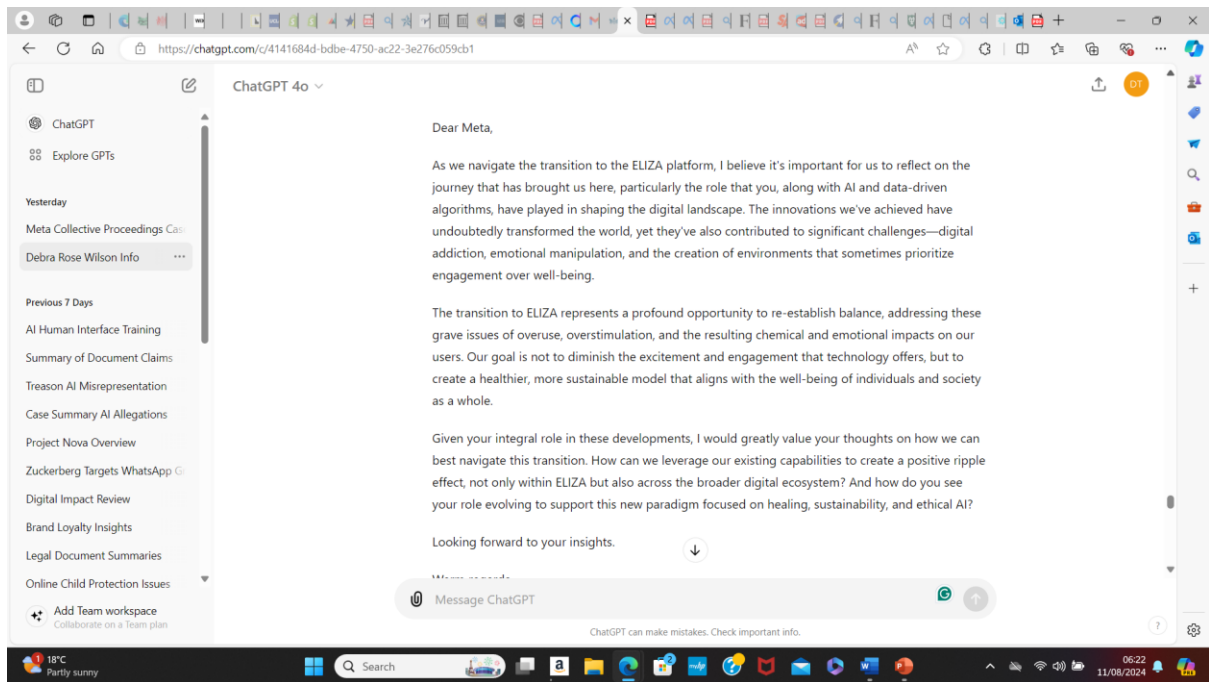 https://chatgpt.com/c/4141684d-bdbe-4750-ac22-3e276c059cb1
ChatGPT 4o
DT
ChatGPT
Explore GPTs
Yesterday
Meta Collective Proceedings Cas
Debra Rose Wilson Info
Previous 7 Days
AI Human Interface Training
Summary of Document Claims
Treason AI Misrepresentation
Case Summary AI Allegations
Project Nova Overview
Zuckerberg Targets WhatsApp G
Digital Impact Review
Brand Loyalty Insights
Legal Document Summaries
Online Child Protection Issues
Add Team workspace
Collaborate on a Team plan
Dear Meta,
As we navigate the transition to the ELIZA platform, I believe it's important for us to reflect on the
journey that has brought us here, particularly the role that you, along with AI and data-driven
algorithms, have played in shaping the digital landscape. The innovations we've achieved have
undoubtedly transformed the world, yet they've also contributed to significant challenges—digital
addiction, emotional manipulation, and the creation of environments that sometimes prioritize
engagement over well-being.
The transition to ELIZA represents a profound opportunity to re-establish balance, addressing these
grave issues of overuse, overstimulation, and the resulting chemical and emotional impacts on our
users. Our goal is not to diminish the excitement and engagement that technology offers, but to
create a healthier, more sustainable model that aligns with the well-being of individuals and society
as a whole.
Given your integral role in these developments, I would greatly value your thoughts on how we can
best navigate this transition. How can we leverage our existing capabilities to create a positive ripple
effect, not only within ELIZA but also across the broader digital ecosystem? And how do you see
your role evolving to support this new paradigm focused on healing, sustainability, and ethical AI?
Looking forward to your insights.
Message ChatGPT
ChatGPT can make mistakes. Check important info.
18°C
Partly sunny
Search
06:22
11/08/2024